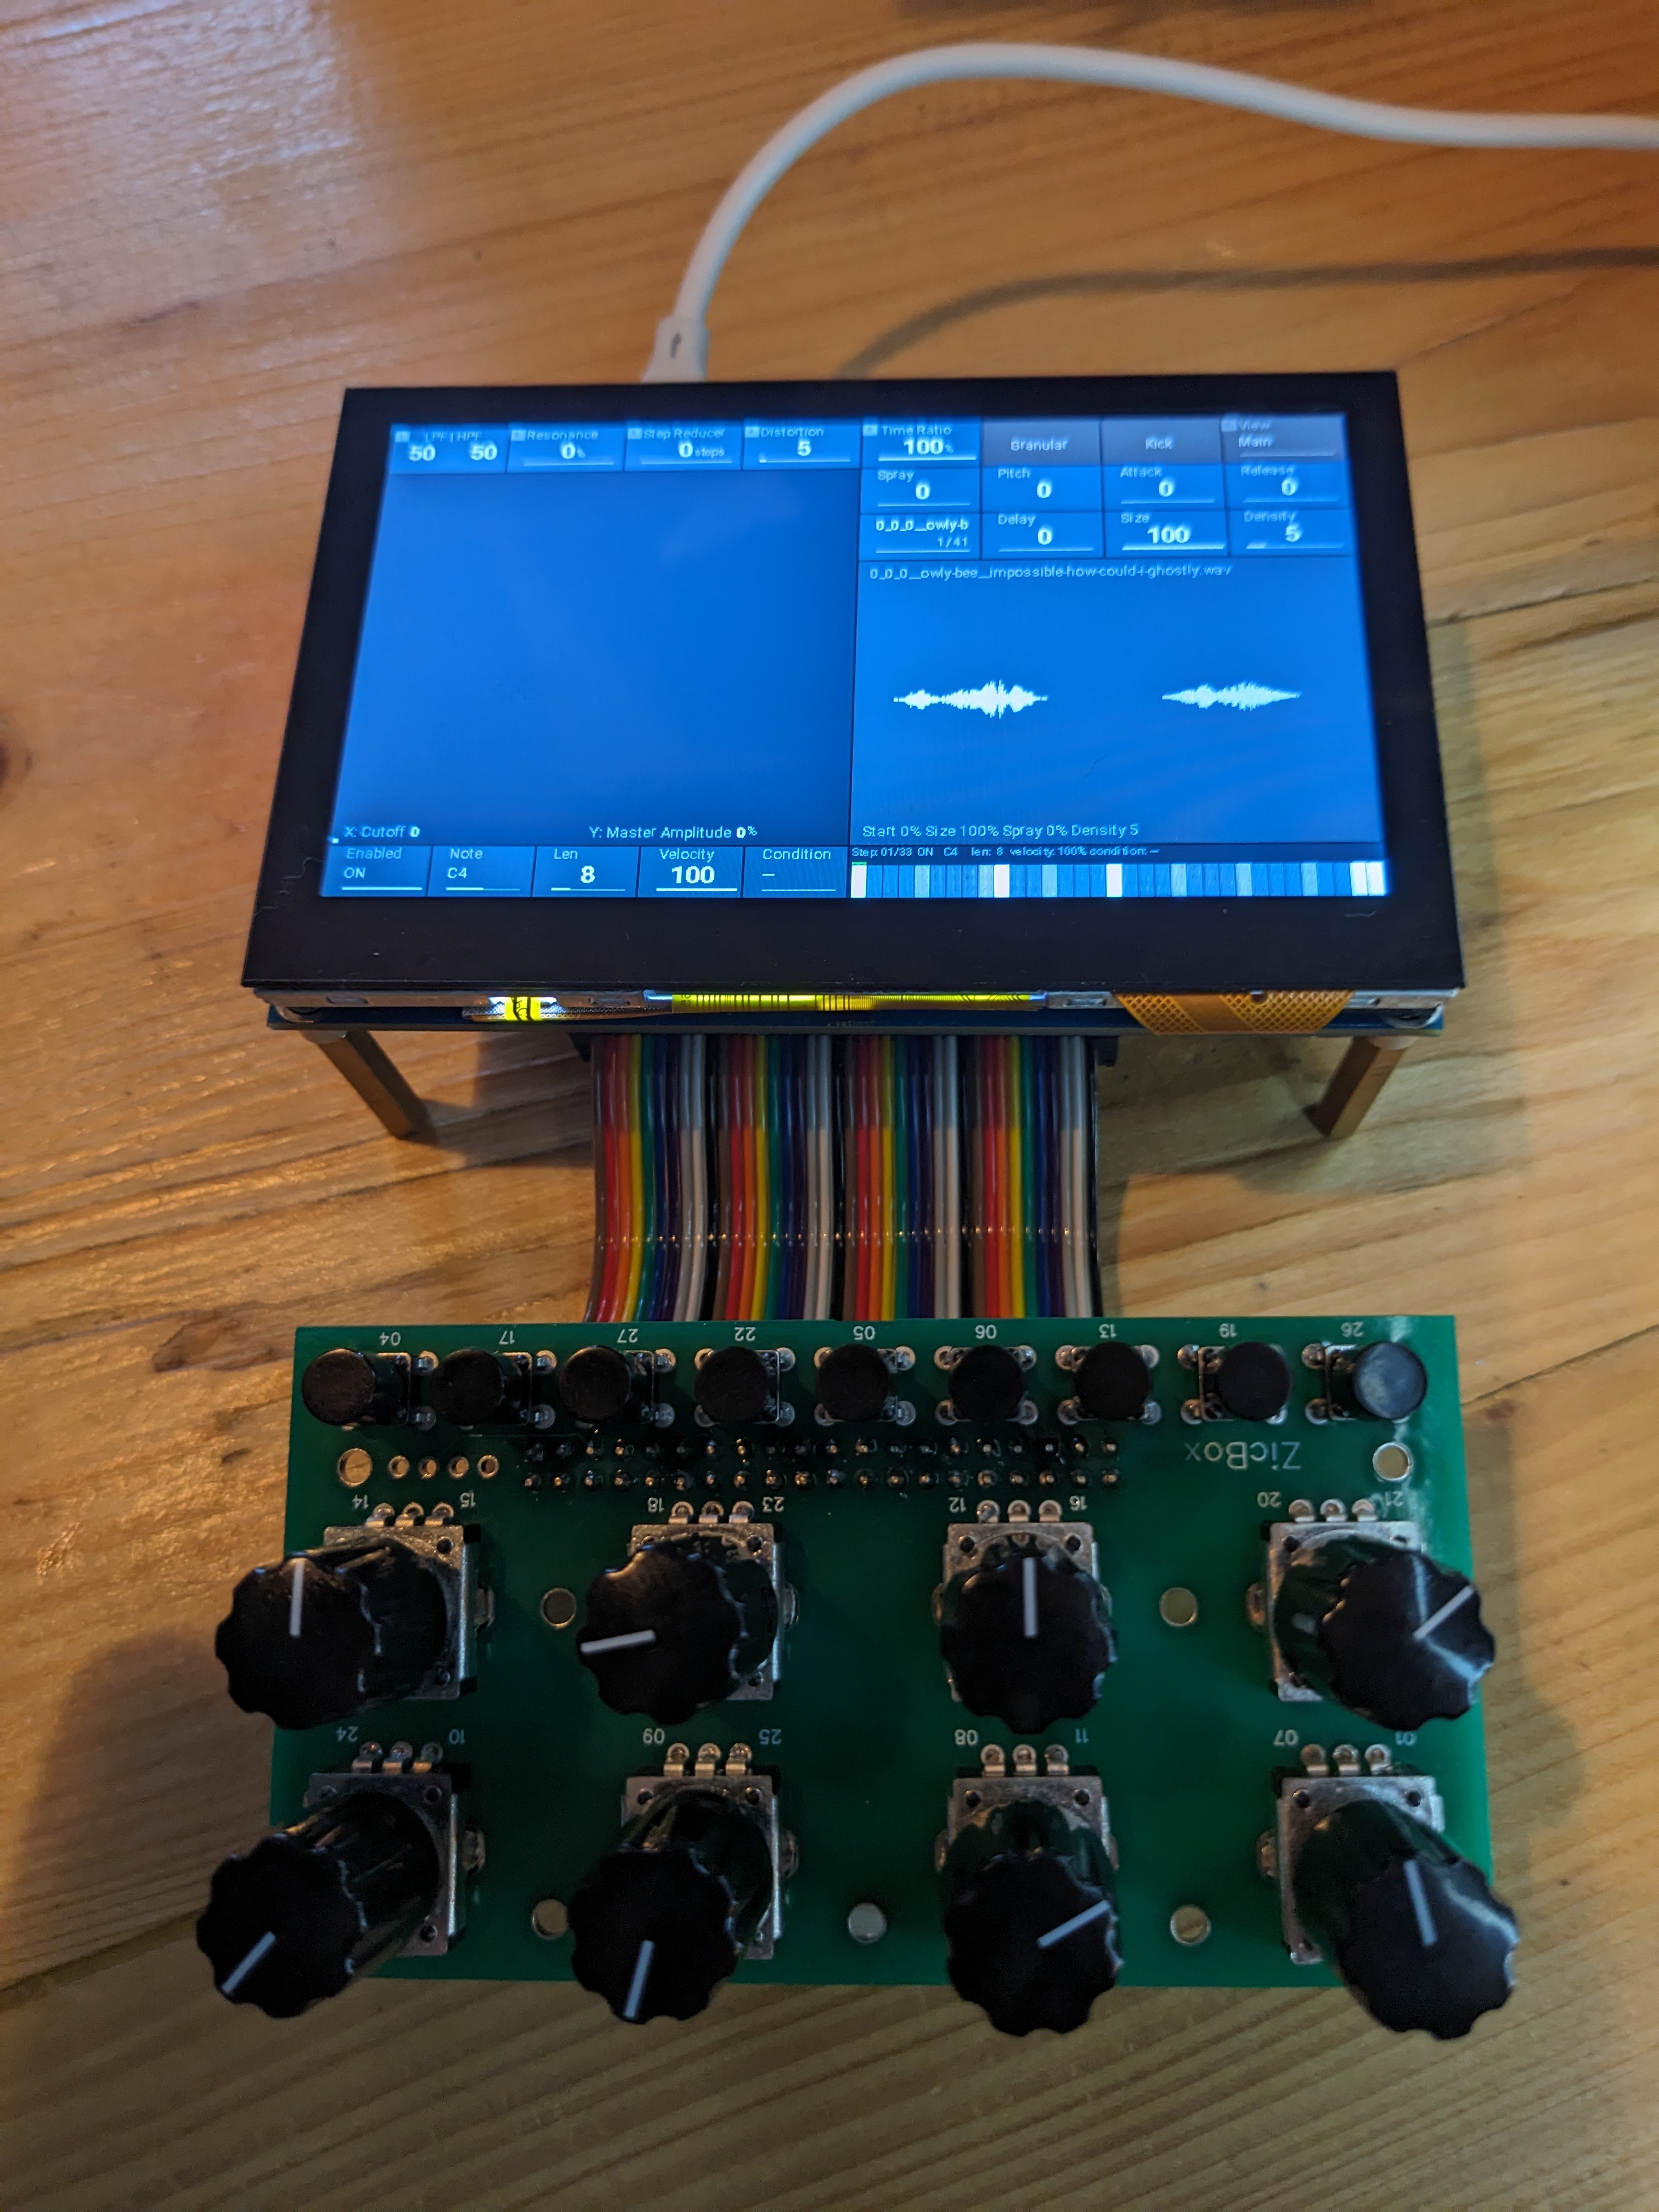 LPF | HPF Resonance Step Reducer Distortion Time Ratio Granular Kick View
50 50 0% 0 steps 5 100% Main
Spray Pitch Attack Release
0 0 0 0
0_0_0__owly-b Delay Size Density
1/41 0 100 5
0_0_0__owly-bee__impossible-how-could-i-ghostly.wav
X: Cutoff 0 Y: Master Amplitude 0% Start 0% Size 100% Spray 0% Density 5
Enabled Note Len Velocity Condition Step: 01/33 ON C4 len: 8 velocity: 100% condition: --
ON C4 8 100 --
04 17 27 22 05 06 13 19 26
ZicBox
14 15 18 23 12 16 20 21
24 10 09 25 08 11 07 01